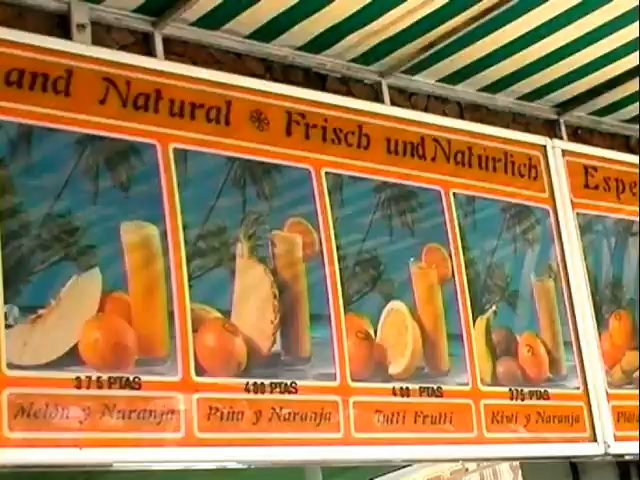 and Natural ❊ Frisch und Natürlich
Espe
375 PTAS
400 PTAS
400 PTAS
375 PTAS
Melón y Naranja
Piña y Naranja
Tutti Frutti
Kiwi y Naranja